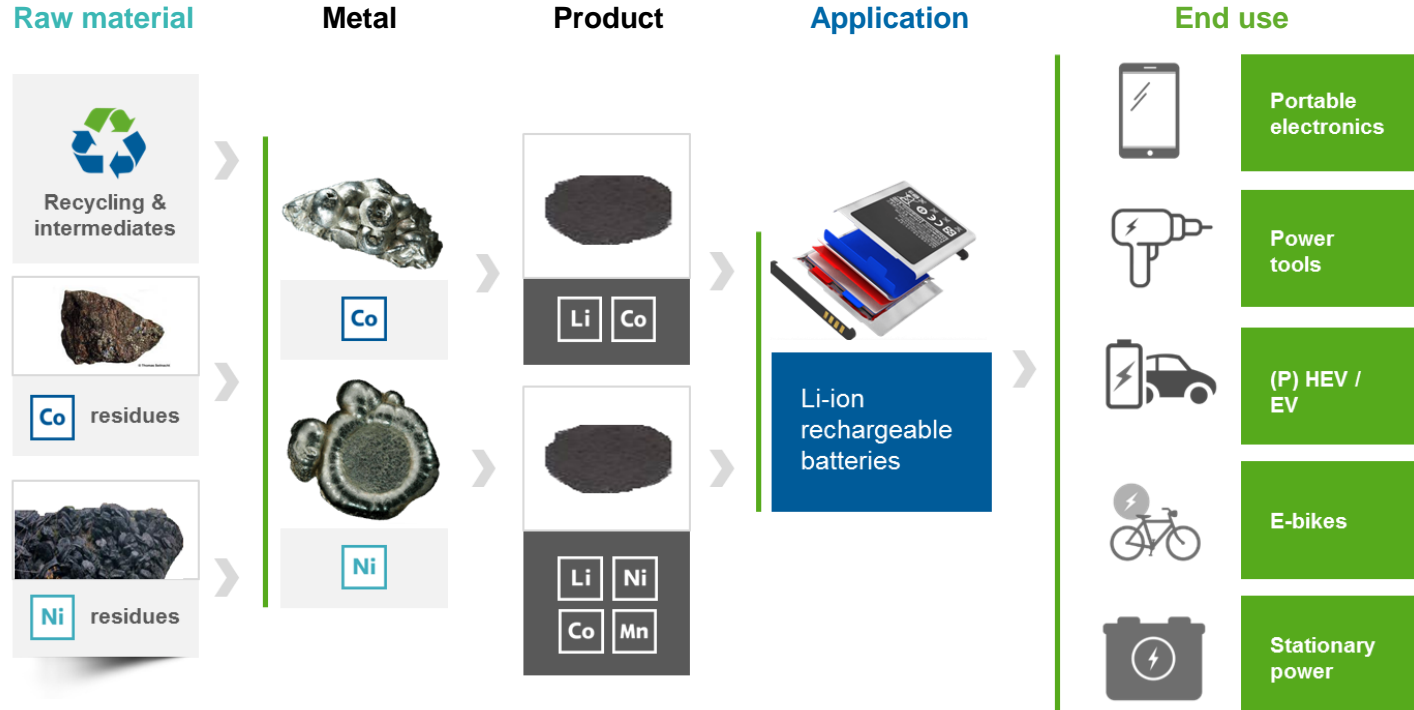 Raw material
Metal
Product
Application
End use
Recycling &
intermediates
Co residues
Ni residues
Co
Ni
Li Co
Li Ni
Co Mn
Li-ion
rechargeable
batteries
Portable
electronics
Power
tools
(P) HEV /
EV
E-bikes
Stationary
power